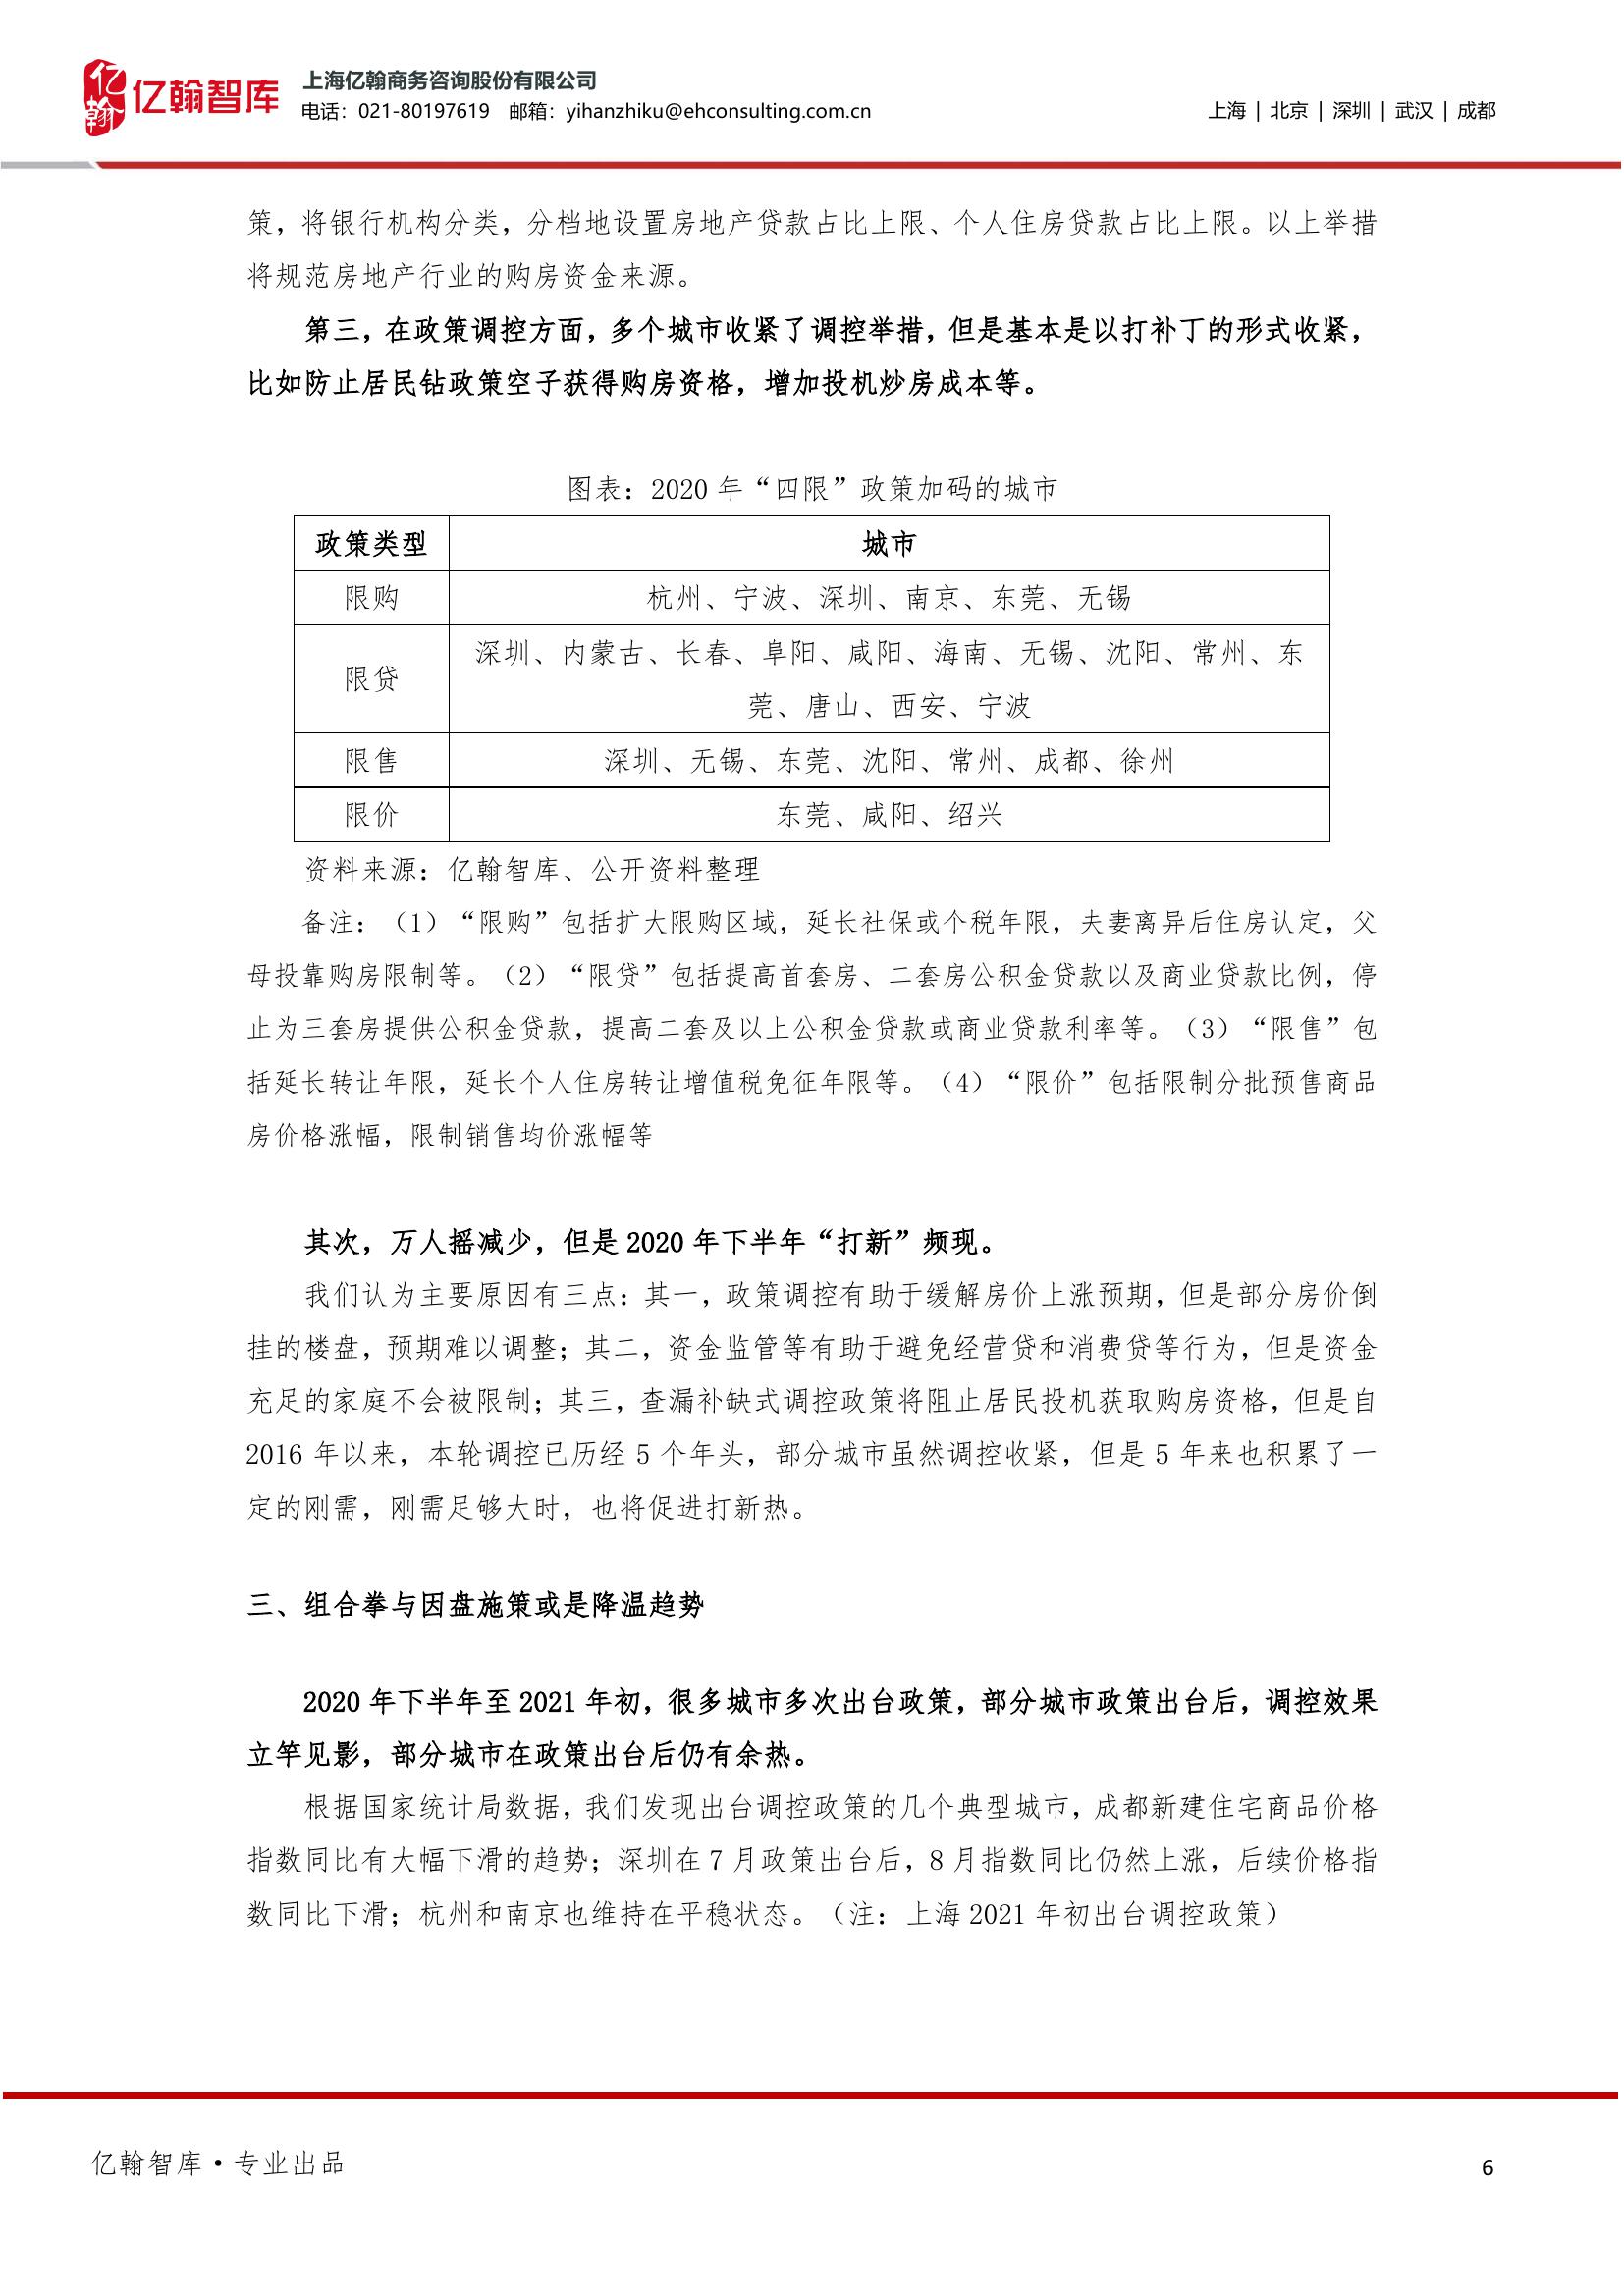 亿翰
亿翰智库
上海亿翰商务咨询股份有限公司
电话：021-80197619 邮箱：yihanzhiku@ehconsulting.com.cn
上海 | 北京 | 深圳 | 武汉 | 成都
策，将银行机构分类，分档地设置房地产贷款占比上限、个人住房贷款占比上限。以上举措
将规范房地产行业的购房资金来源。
第三，在政策调控方面，多个城市收紧了调控举措，但是基本是以打补丁的形式收紧，
比如防止居民钻政策空子获得购房资格，增加投机炒房成本等。
图表：2020 年“四限”政策加码的城市
政策类型 城市
限购 杭州、宁波、深圳、南京、东莞、无锡
限贷 深圳、内蒙古、长春、阜阳、咸阳、海南、无锡、沈阳、常州、东
莞、唐山、西安、宁波
限售 深圳、无锡、东莞、沈阳、常州、成都、徐州
限价 东莞、咸阳、绍兴
资料来源：亿翰智库、公开资料整理
备注：（1）“限购”包括扩大限购区域，延长社保或个税年限，夫妻离异后住房认定，父
母投靠购房限制等。（2）“限贷”包括提高首套房、二套房公积金贷款以及商业贷款比例，停
止为三套房提供公积金贷款，提高二套及以上公积金贷款或商业贷款利率等。（3）“限售”包
括延长转让年限，延长个人住房转让增值税免征年限等。（4）“限价”包括限制分批预售商品
房价格涨幅，限制销售均价涨幅等
其次，万人摇减少，但是 2020 年下半年“打新”频现。
我们认为主要原因有三点：其一，政策调控有助于缓解房价上涨预期，但是部分房价倒
挂的楼盘，预期难以调整；其二，资金监管等有助于避免经营贷和消费贷等行为，但是资金
充足的家庭不会被限制；其三，查漏补缺式调控政策将阻止居民投机获取购房资格，但是自
2016 年以来，本轮调控已历经 5 个年头，部分城市虽然调控收紧，但是 5 年来也积累了一
定的刚需，刚需足够大时，也将促进打新热。
三、组合拳与因盘施策或是降温趋势
2020 年下半年至 2021 年初，很多城市多次出台政策，部分城市政策出台后，调控效果
立竿见影，部分城市在政策出台后仍有余热。
根据国家统计局数据，我们发现出台调控政策的几个典型城市，成都新建住宅商品价格
指数同比有大幅下滑的趋势；深圳在 7 月政策出台后，8 月指数同比仍然上涨，后续价格指
数同比下滑；杭州和南京也维持在平稳状态。（注：上海 2021 年初出台调控政策）
亿翰智库•专业出品
6